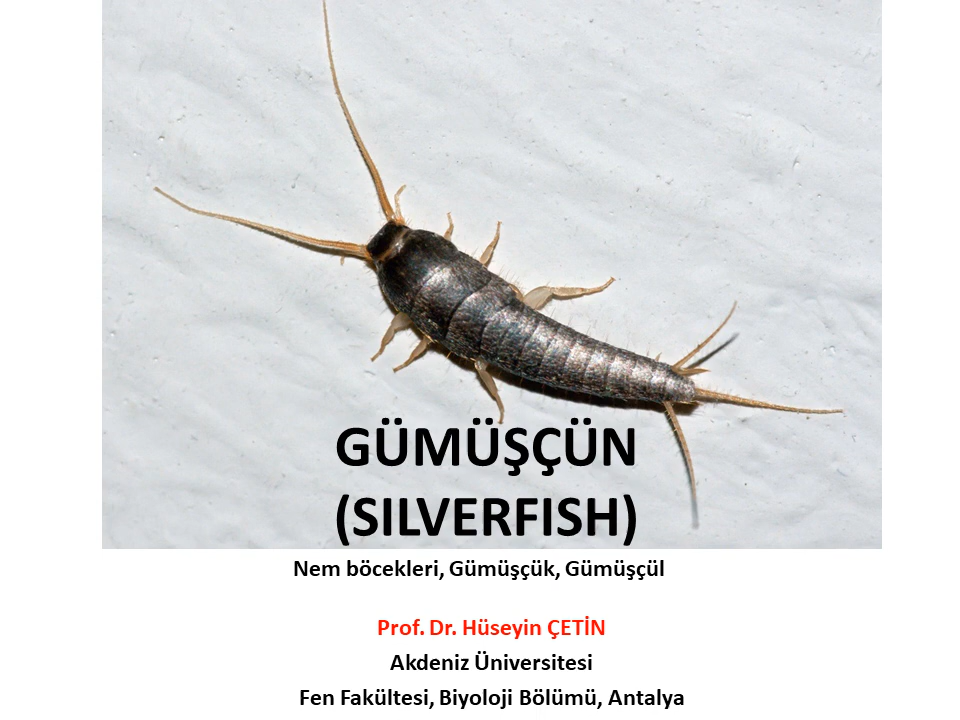 GÜMÜŞÇÜN
(SILVERFISH)
Nem böcekleri, Gümüşçük, Gümüşçül
Prof. Dr. Hüseyin ÇETİN
Akdeniz Üniversitesi
Fen Fakültesi, Biyoloji Bölümü, Antalya